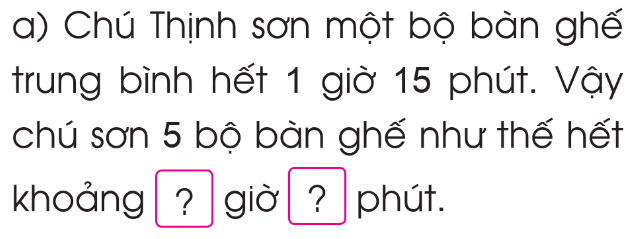 a) Chú Thịnh sơn một bộ bàn ghế
trung bình hết 1 giờ 15 phút. Vậy
chú sơn 5 bộ bàn ghế như thế hết
khoảng ? giờ ? phút.